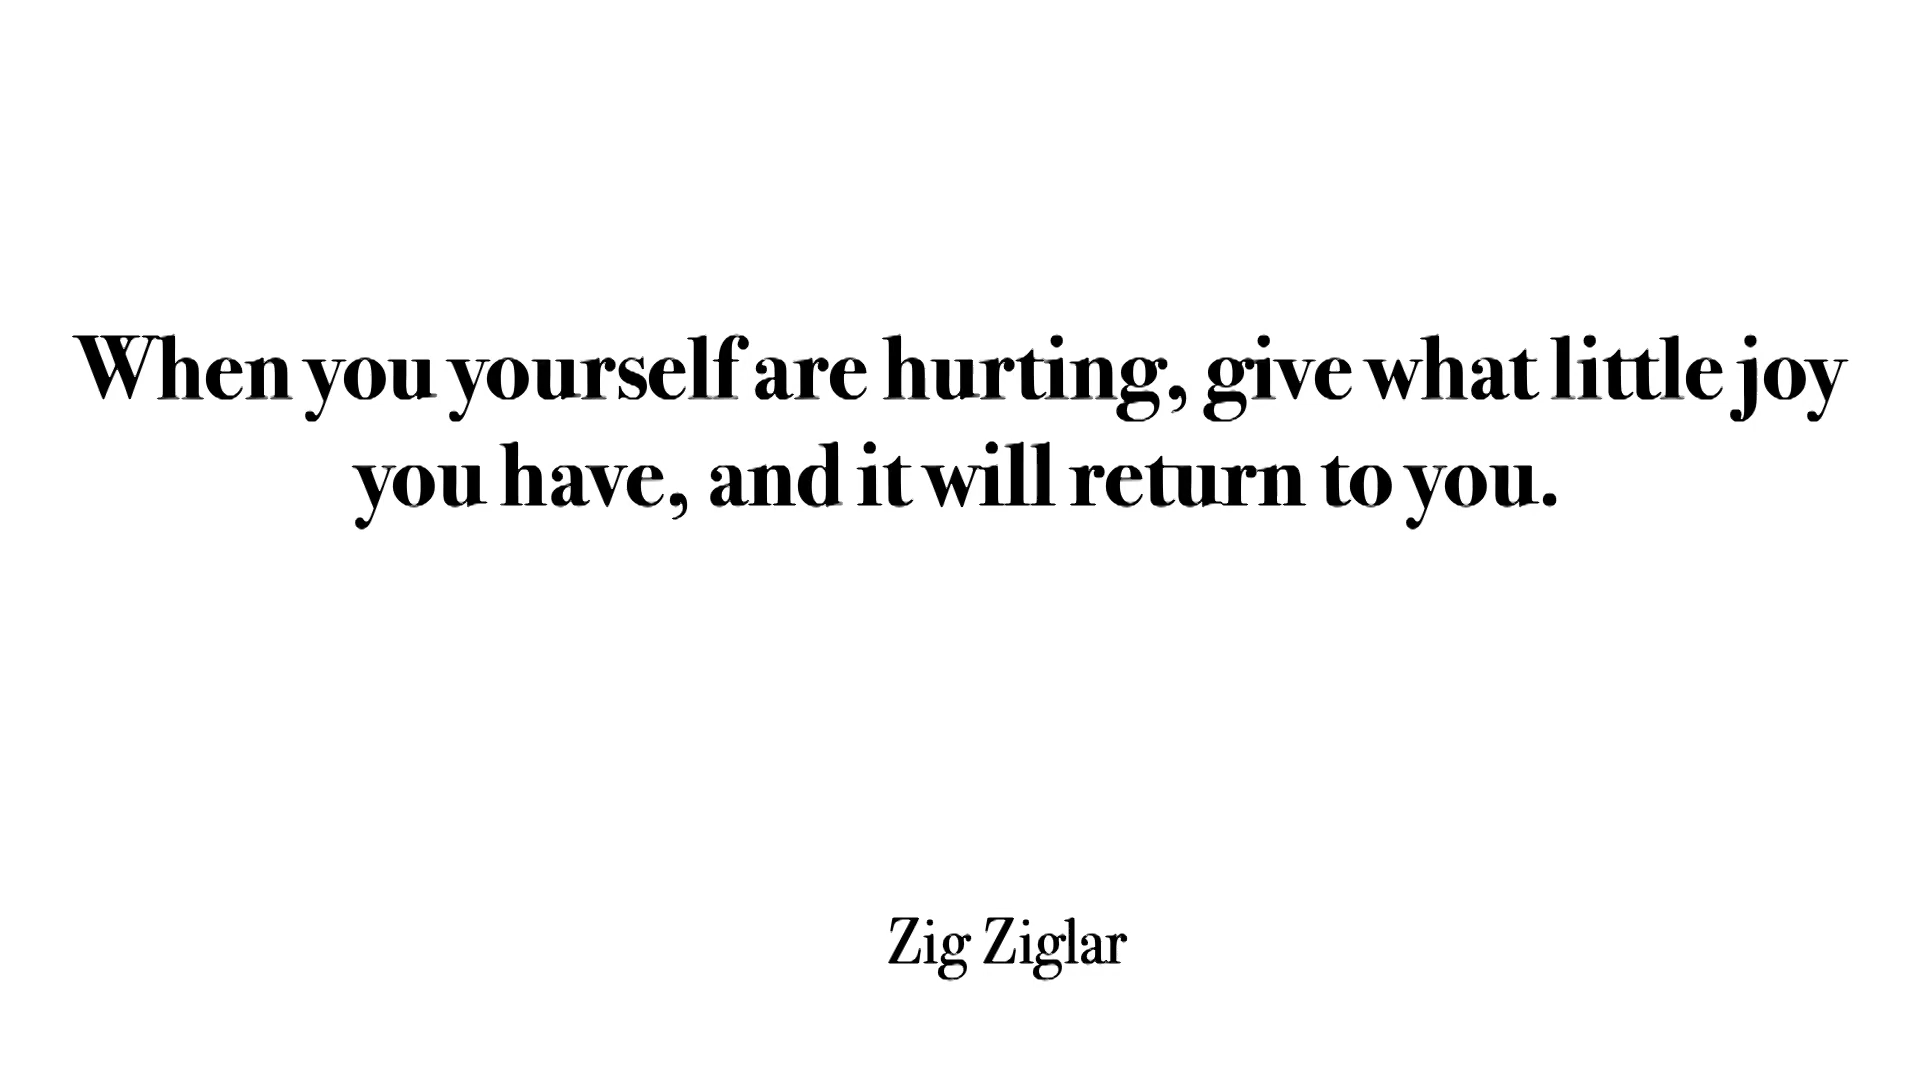 When you yourself are hurting, give what little joy
you have, and it will return to you.
Zig Ziglar